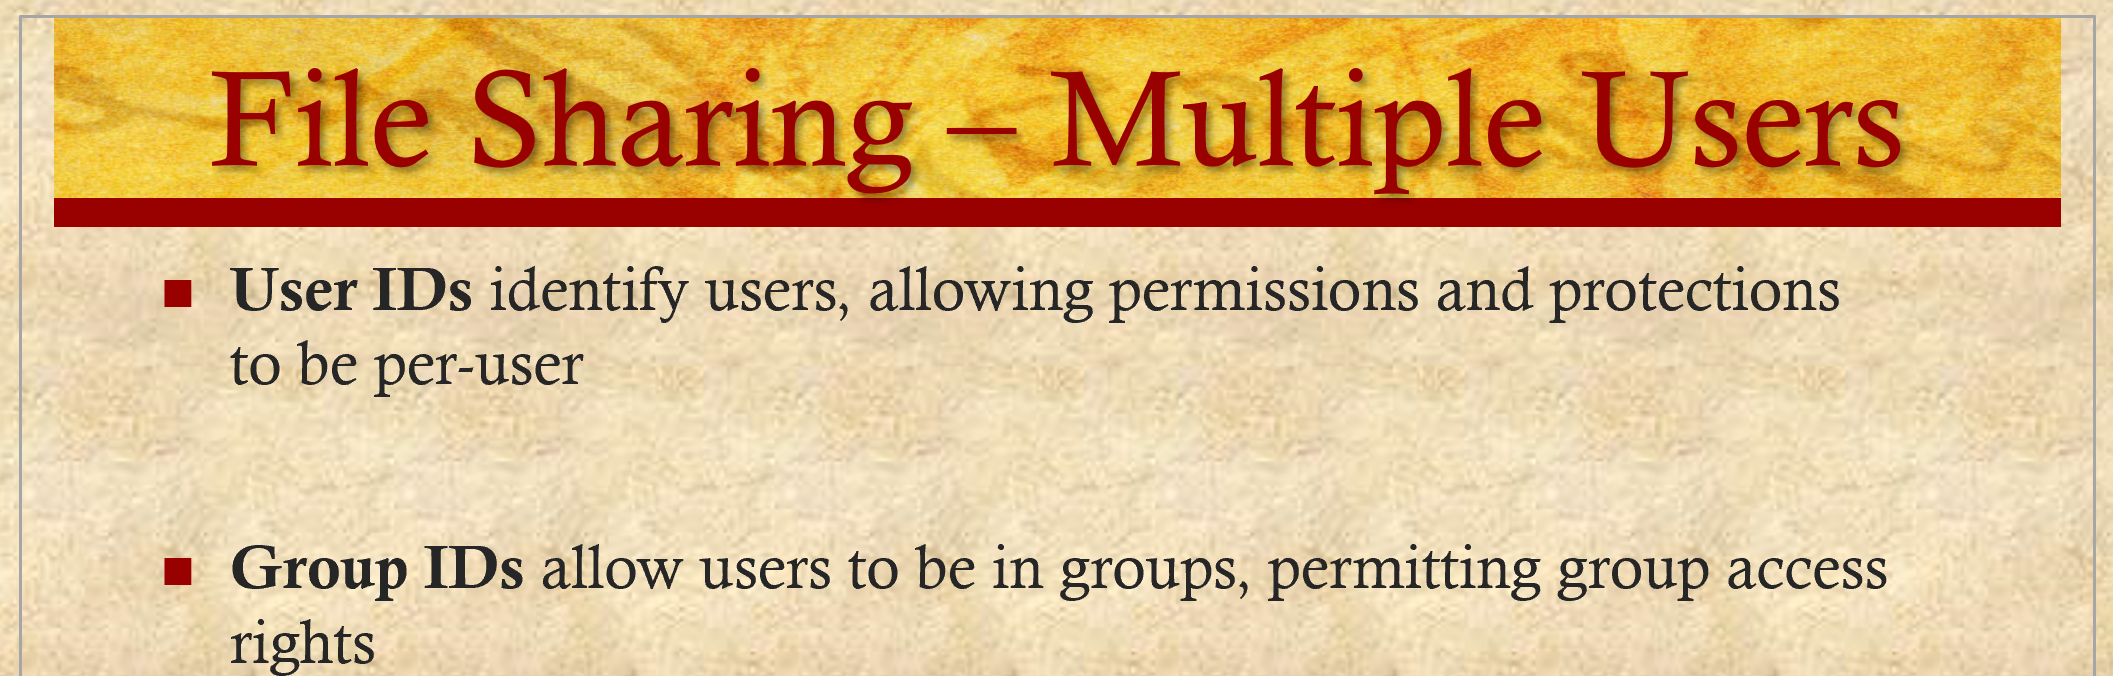 File Sharing – Multiple Users
User IDs identify users, allowing permissions and protections
to be per-user
Group IDs allow users to be in groups, permitting group access
rights